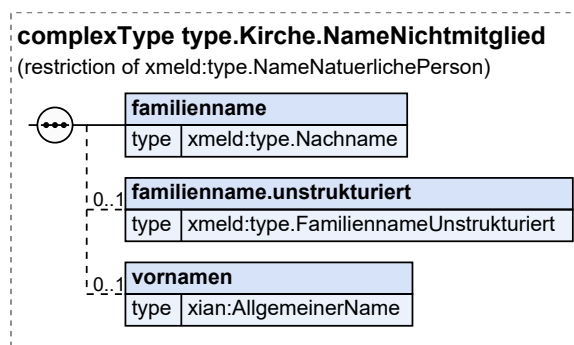 complexType type.Kirche.NameNichtmitglied
(restriction of xmeld:type.NameNatuerlichePerson)
familienname
type xmeld:type.Nachname
0..1 familienname.unstrukturiert
type xmeld:type.FamiliennameUnstrukturiert
0..1 vornamen
type xian:AllgemeinerName